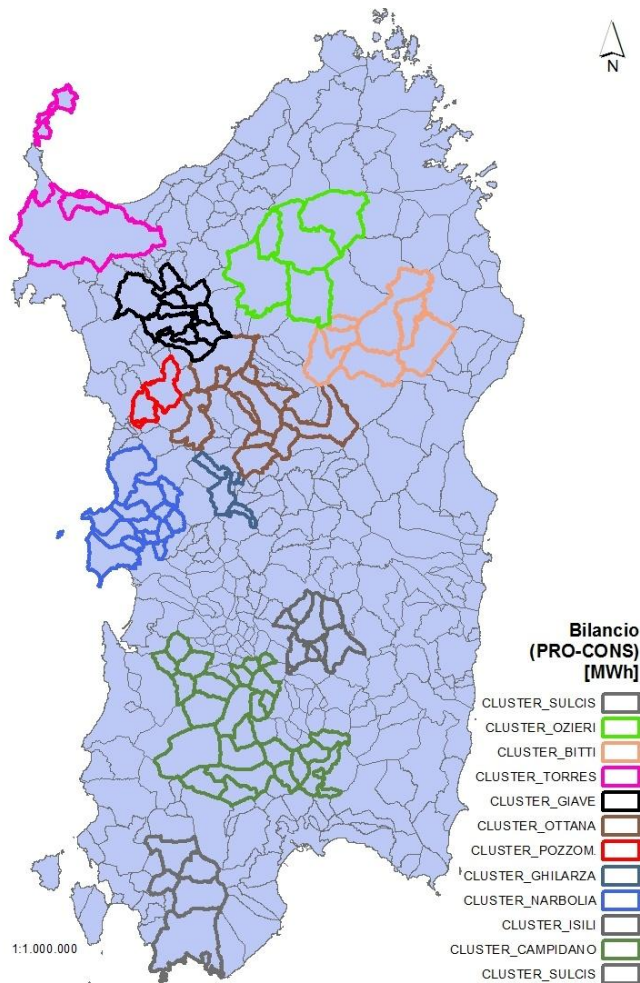 N
Bilancio
(PRO-CONS)
[MWh]
CLUSTER_SULCIS
CLUSTER_OZIERI
CLUSTER_BITTI
CLUSTER_TORRES
CLUSTER_GIAVE
CLUSTER_OTTANA
CLUSTER_POZZOM.
CLUSTER_GHILARZA
CLUSTER_NARBOLIA
CLUSTER_ISILI
CLUSTER_CAMPIDANO
CLUSTER_SULCIS
1:1.000.000